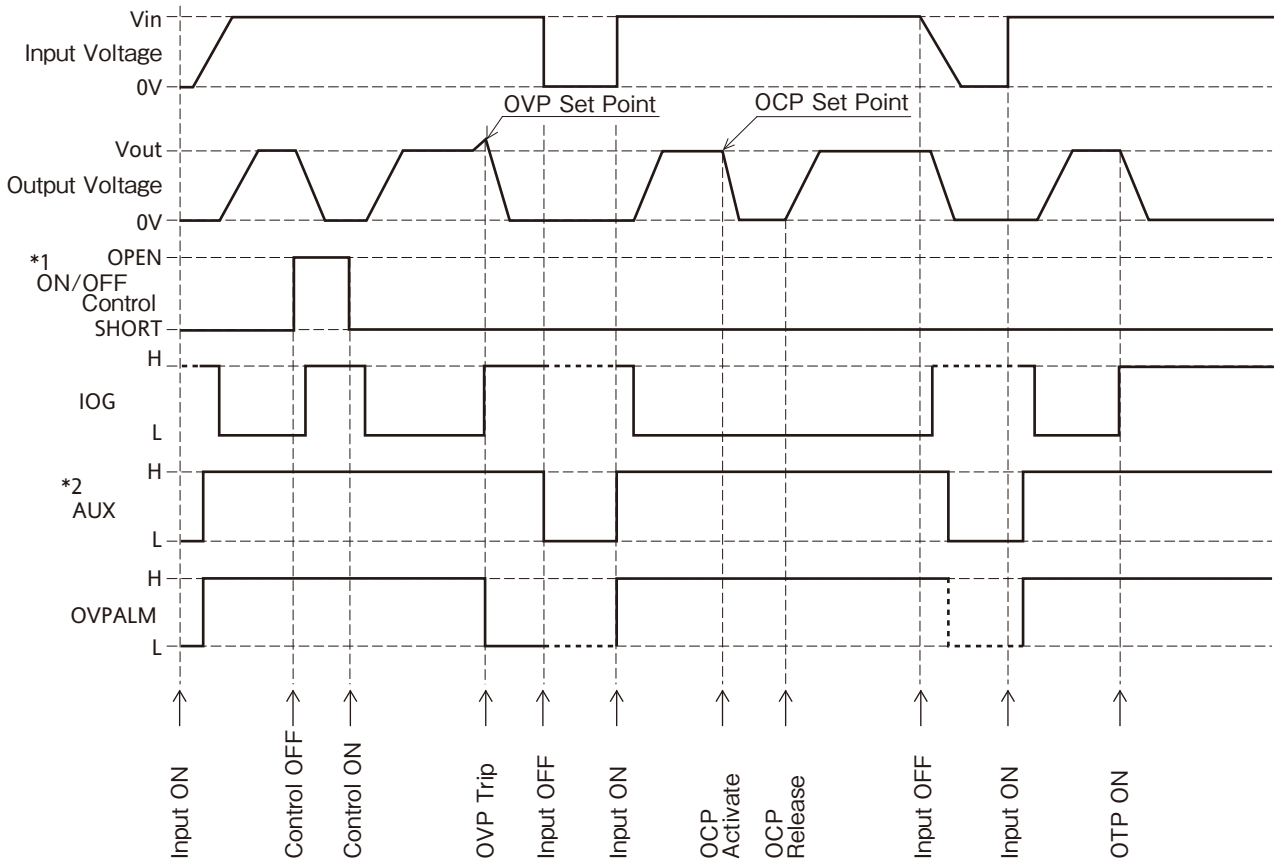 Vin
Input Voltage
0V
OVP Set Point
OCP Set Point
Vout
Output Voltage
0V
*1
OPEN
ON/OFF
Control
SHORT
H
IOG
L
H
*2
AUX
L
H
OVPALM
L
Input ON
Control OFF
Control ON
OVP Trip
Input OFF
Input ON
OCP
Activate
OCP
Release
Input OFF
Input ON
OTP ON